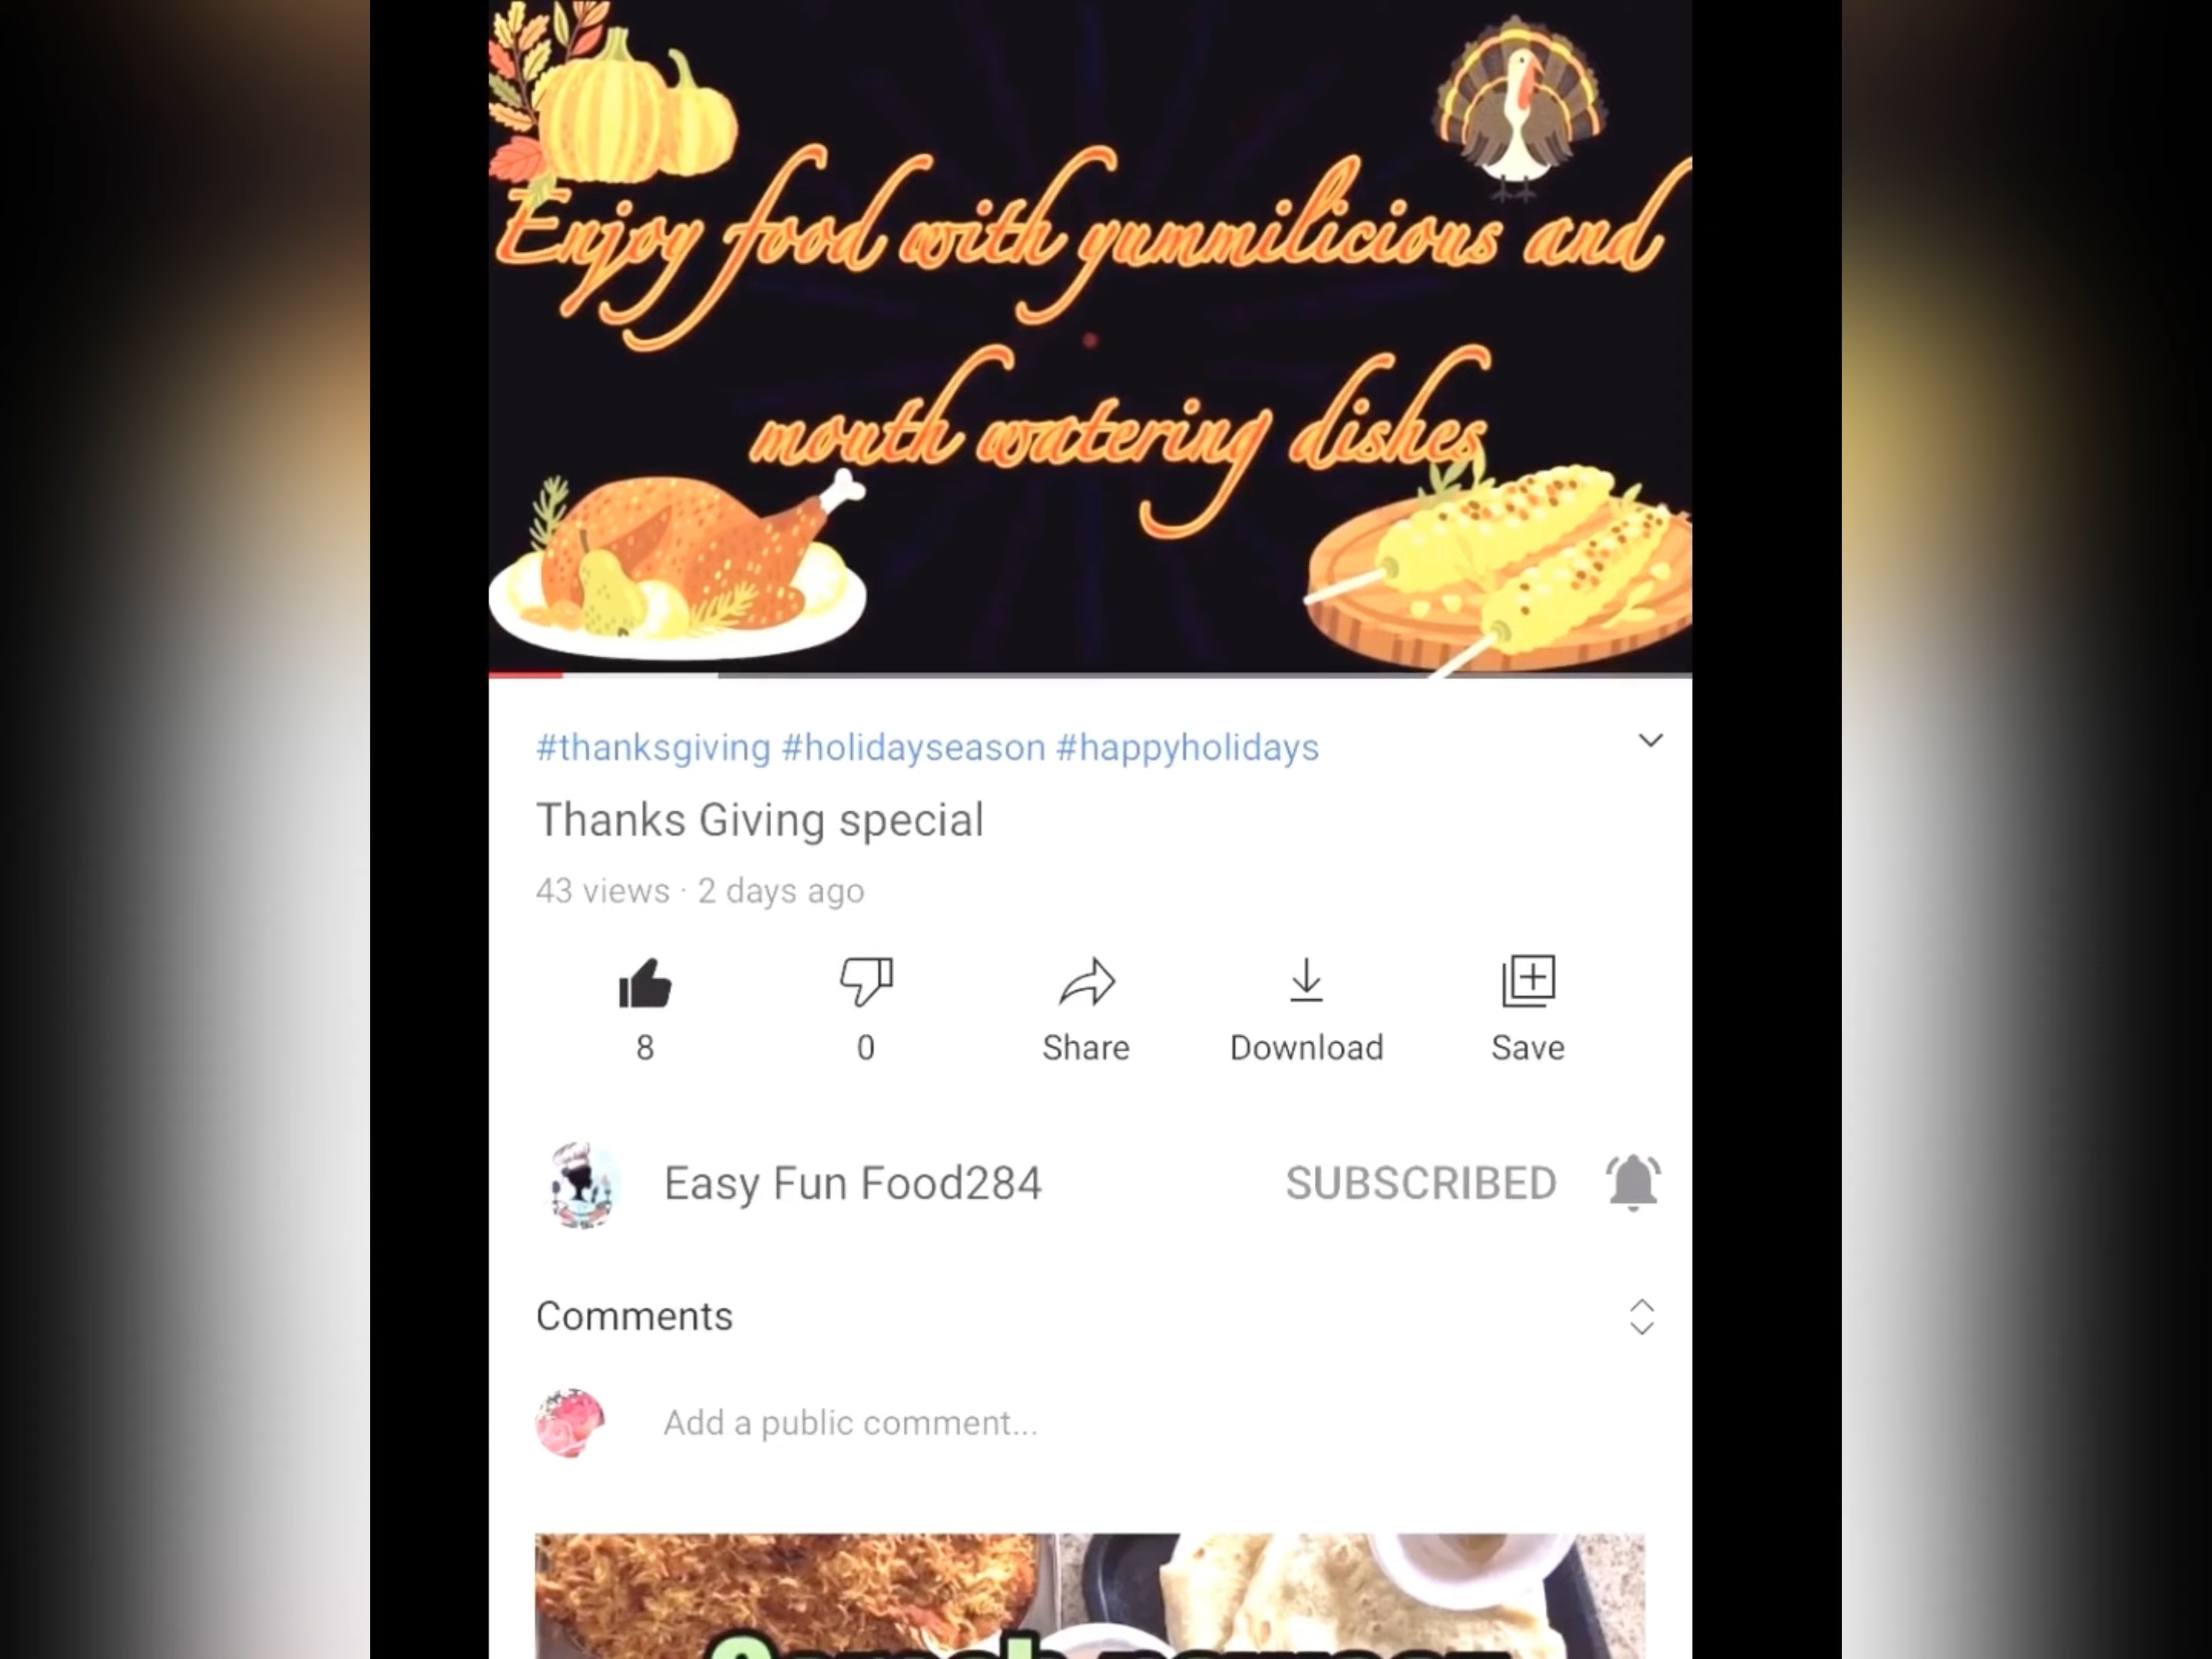 Enjoy food with yummilicious and
mouth watering dishes
#thanksgiving #holidayseason #happyholidays
Thanks Giving special
43 views · 2 days ago
8
0
Share
Download
Save
Easy Fun Food284
SUBSCRIBED
Comments
Add a public comment...